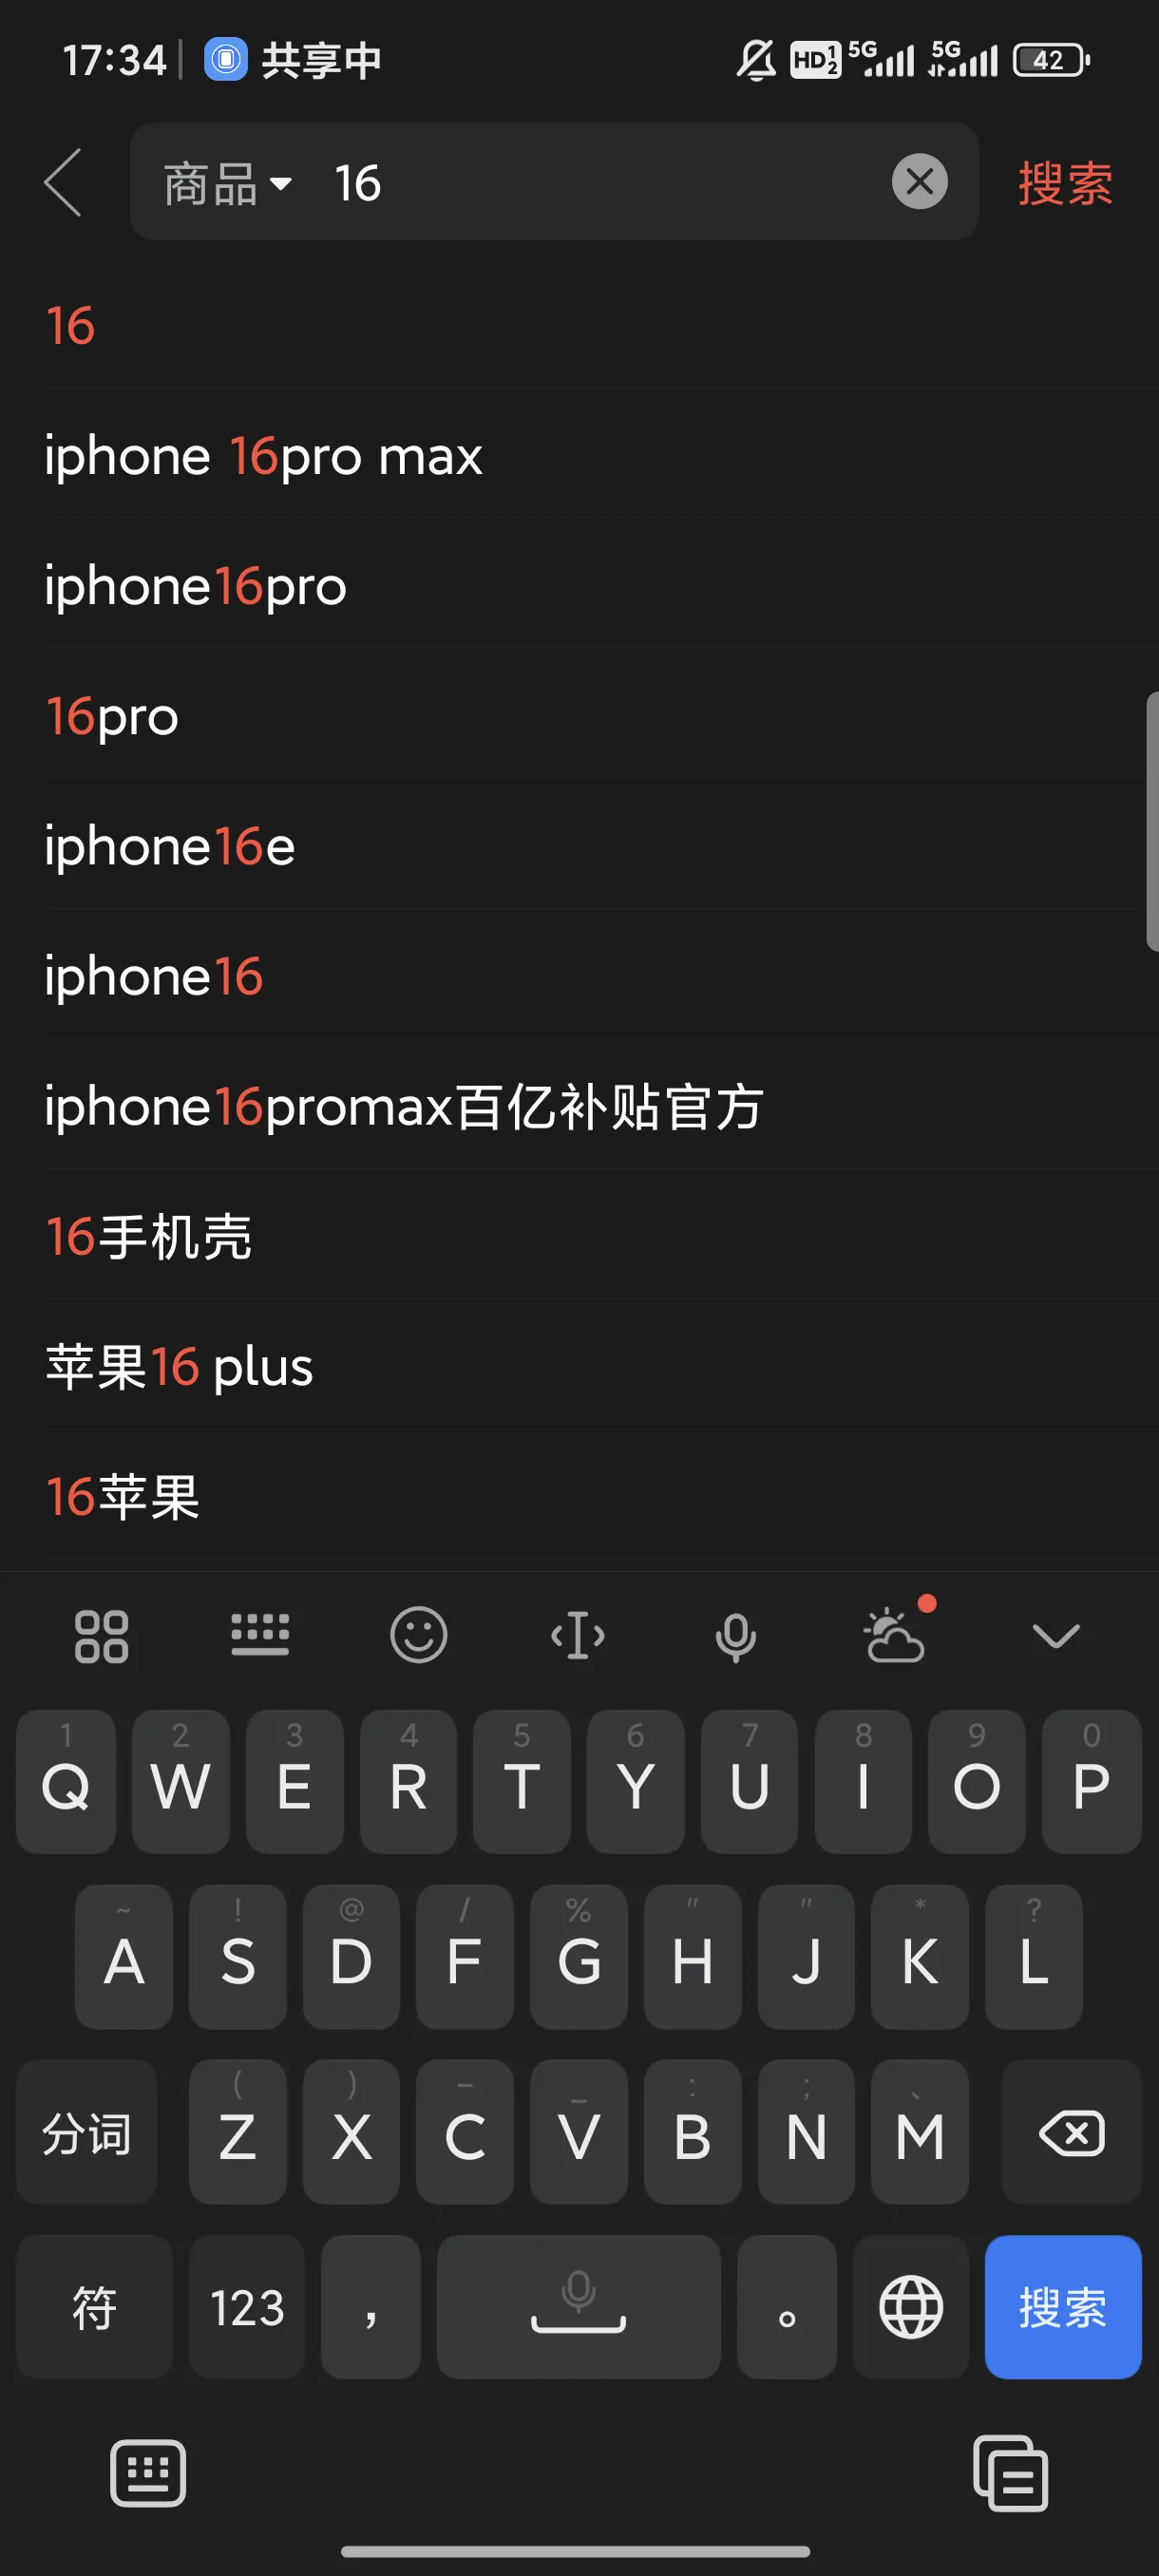 17:34 共享中 HD 1 2 5G 5G 42
商品 16 搜索
16
iphone 16pro max
iphone16pro
16pro
iphone16e
iphone16
iphone16promax百亿补贴官方
16手机壳
苹果16 plus
16苹果
1 2 3 4 5 6 7 8 9 0
Q W E R T Y U I O P
~ ! @ / % " " * ?
A S D F G H J K L
( ) – _ : ; 、
分词 Z X C V B N M
符 123 ， 。 搜索